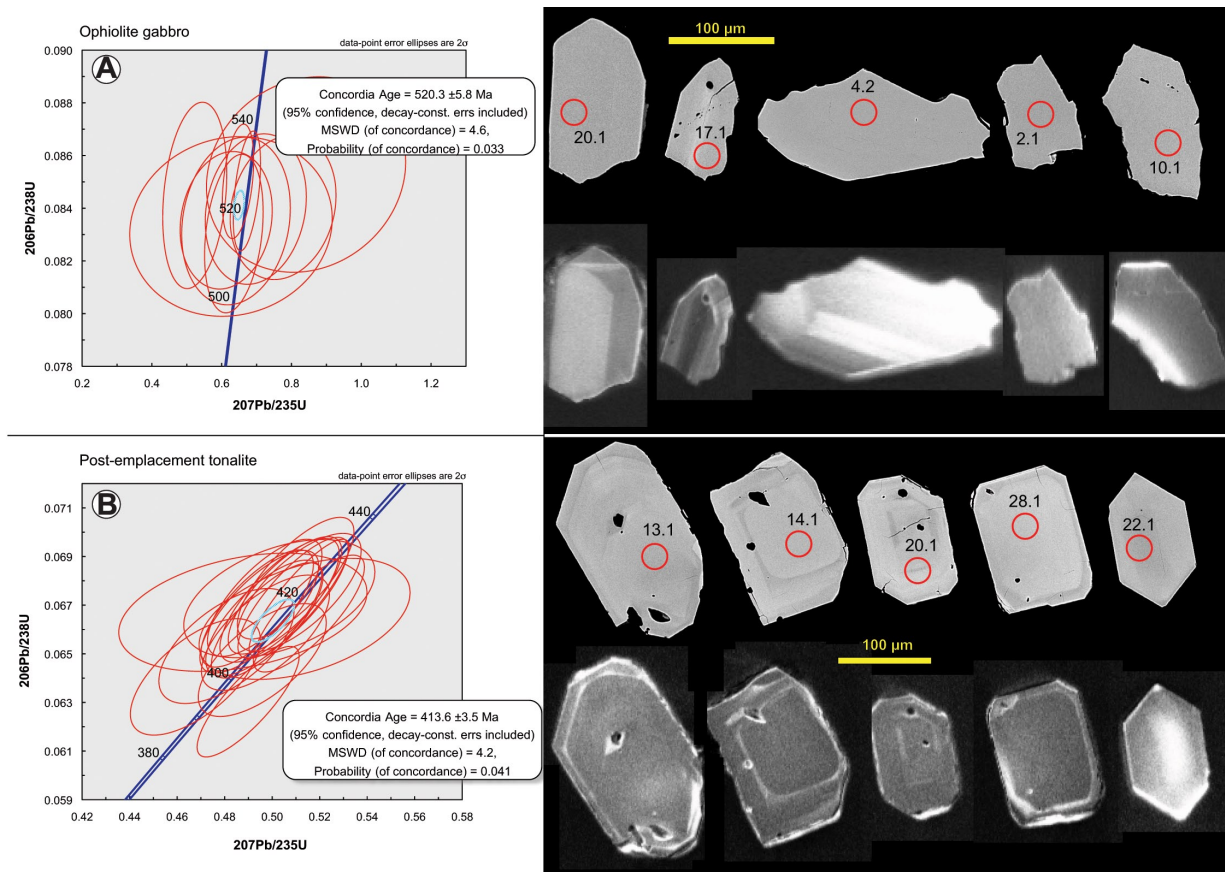 Ophiolite gabbro
data-point error ellipses are 2σ
A
Concordia Age = 520.3 ±5.8 Ma
(95% confidence, decay-const. errs included)
MSWD (of concordance) = 4.6,
Probability (of concordance) = 0.033
0.090
0.088
0.086
0.084
0.082
0.080
0.078
206Pb/238U
540
520
500
0.2 0.4 0.6 0.8 1.0 1.2
207Pb/235U
100 µm
20.1
17.1
4.2
2.1
10.1
Post-emplacement tonalite
data-point error ellipses are 2σ
B
0.071
0.069
0.067
0.065
0.063
0.061
0.059
206Pb/238U
440
420
400
380
Concordia Age = 413.6 ±3.5 Ma
(95% confidence, decay-const. errs included)
MSWD (of concordance) = 4.2,
Probability (of concordance) = 0.041
0.42 0.44 0.46 0.48 0.50 0.52 0.54 0.56 0.58
207Pb/235U
13.1
14.1
20.1
28.1
22.1
100 µm